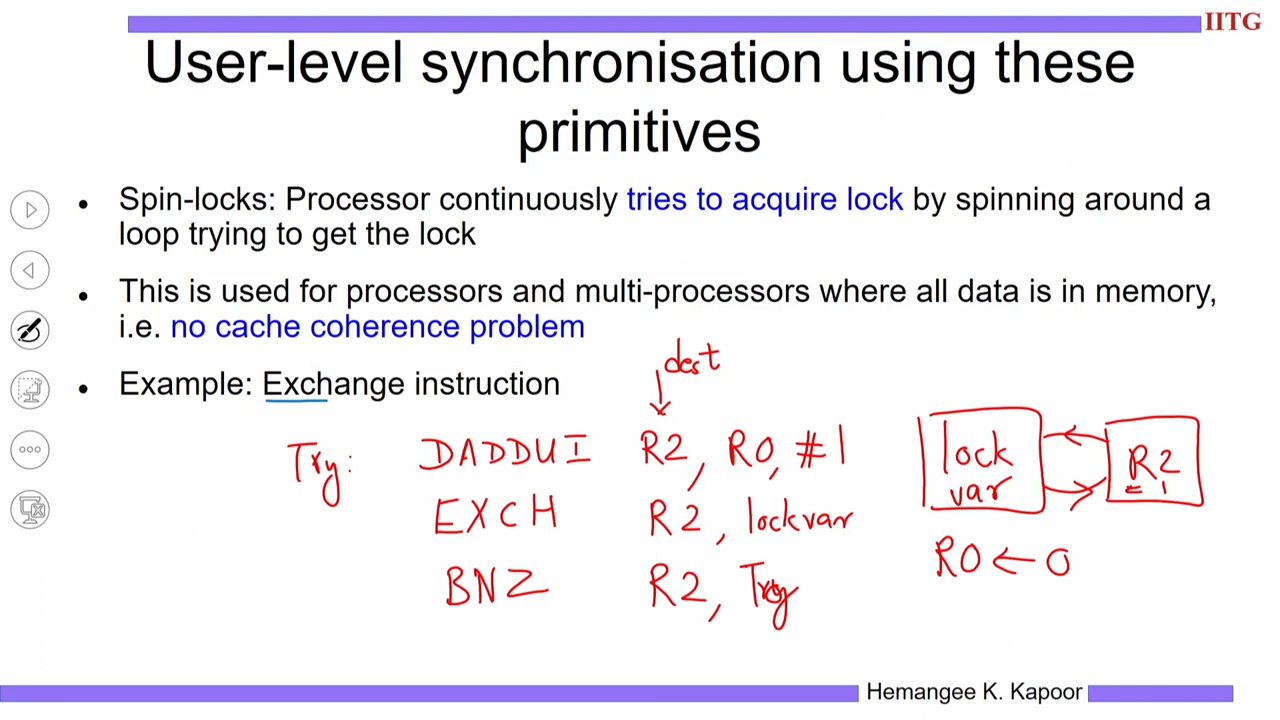 IITG
User-level synchronisation using these
primitives
• Spin-locks: Processor continuously tries to acquire lock by spinning around a
loop trying to get the lock
• This is used for processors and multi-processors where all data is in memory,
i.e. no cache coherence problem
• Example: Exchange instruction
dest
Try: DADDUI R2, R0, #1
EXCH R2, lockvar
BNZ R2, Try
lock
var
R2
= 1
R0 ← 0
Hemangee K. Kapoor